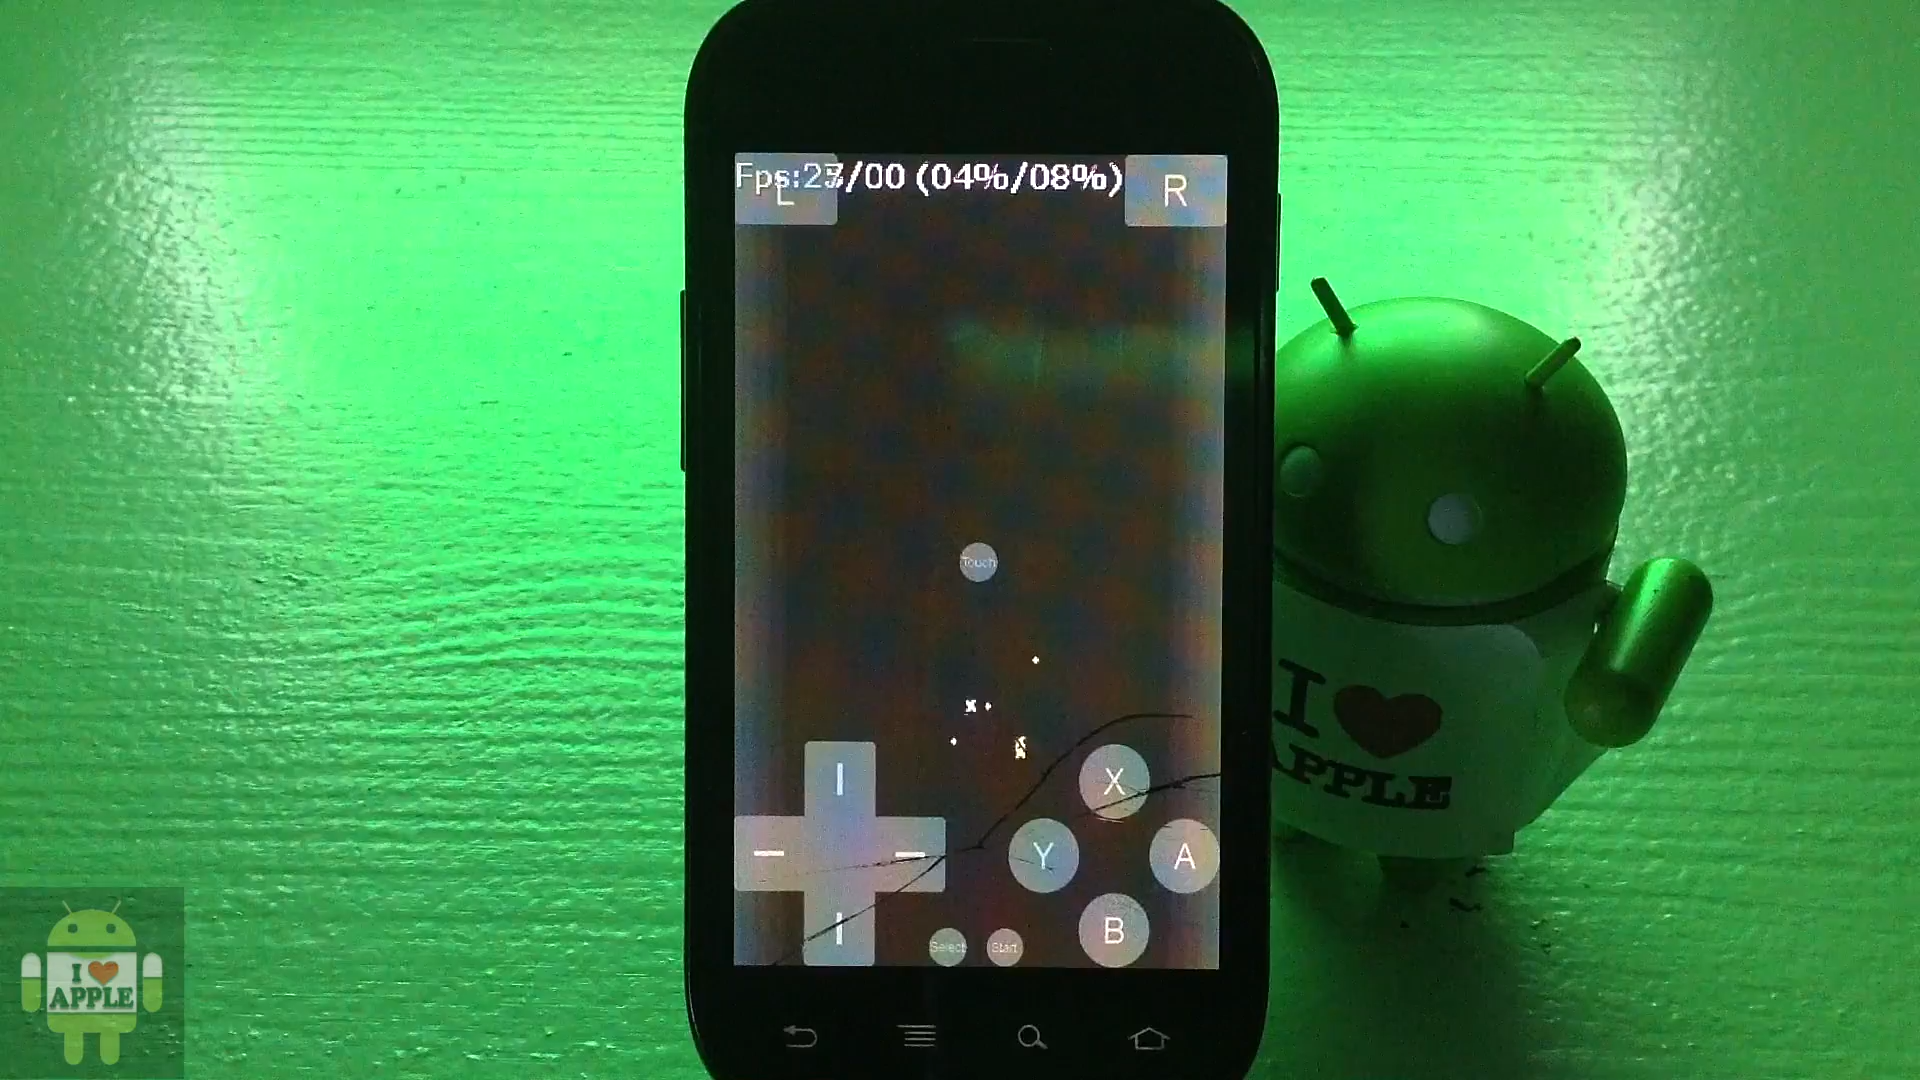 Fps:23/00 (04%/08%)
L
R
Touch
X
Y
A
B
Select
Start
I
APPLE
I
APPLE